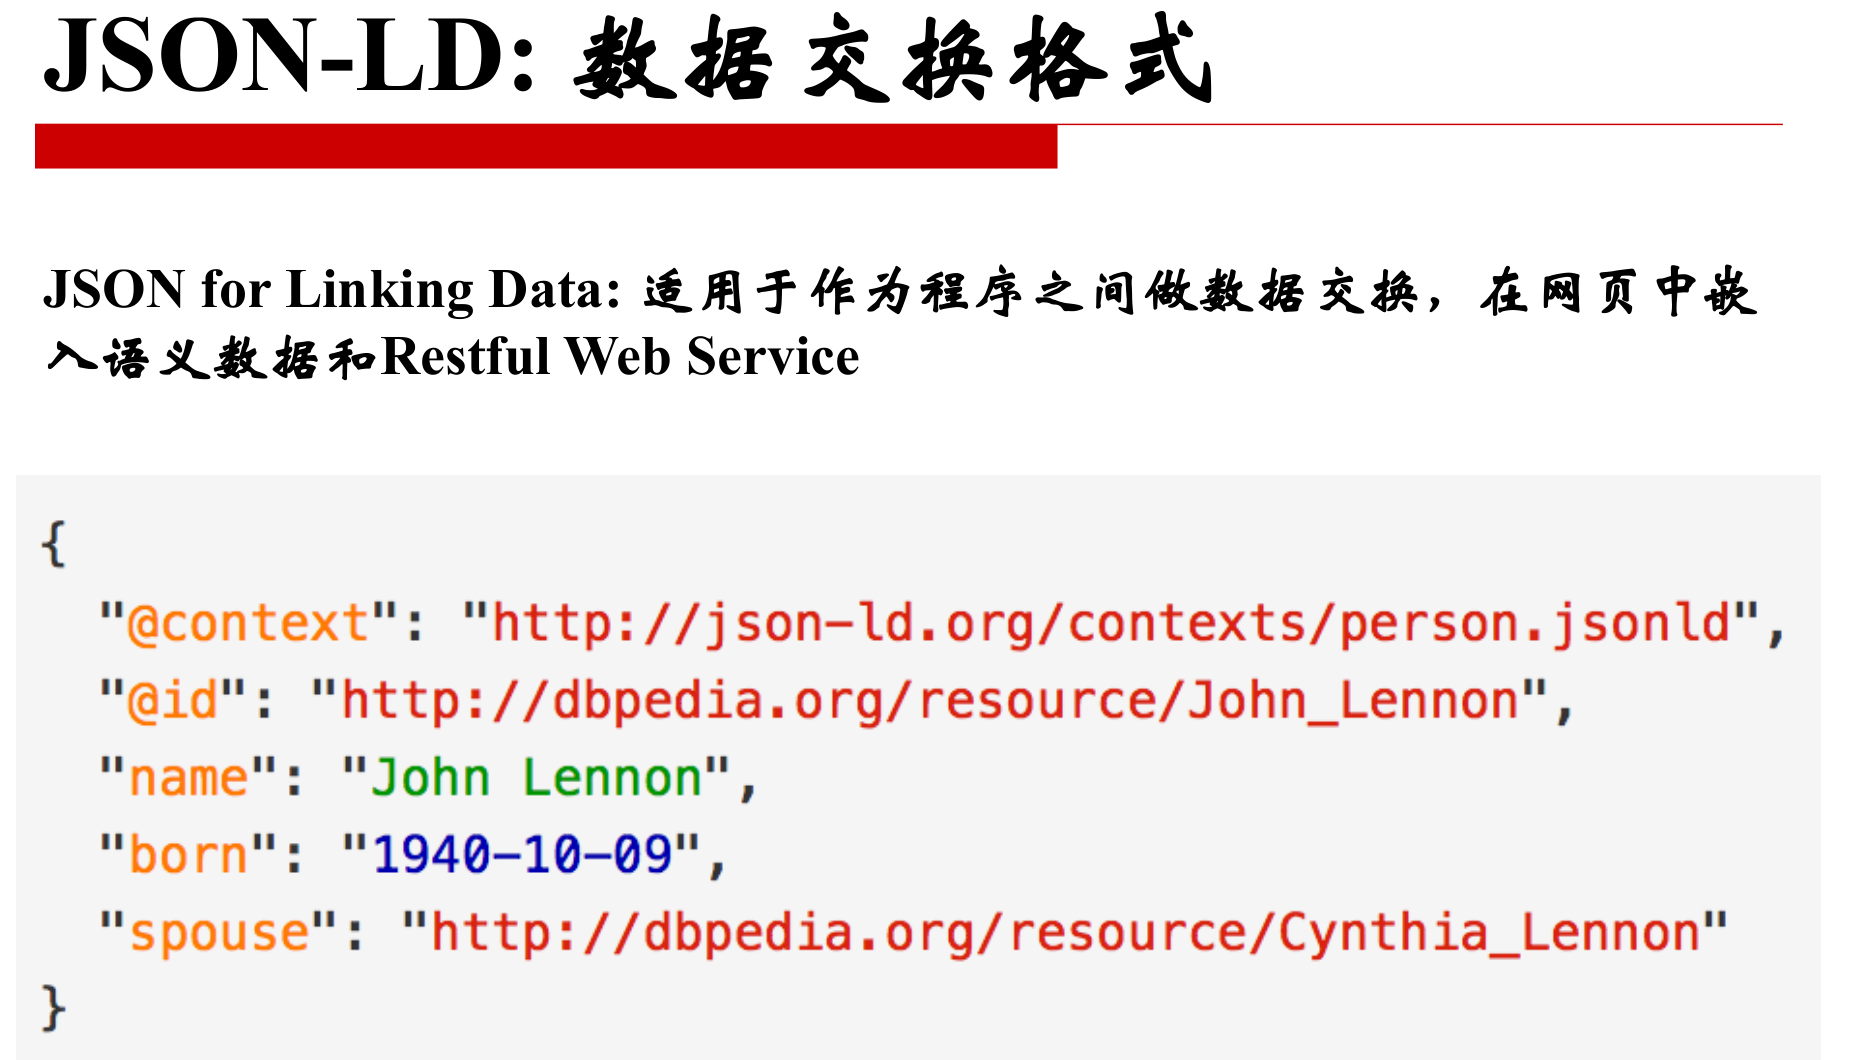 JSON-LD: 数据交换格式
JSON for Linking Data: 适用于作为程序之间做数据交换，在网页中嵌
入语义数据和Restful Web Service
{
  "@context": "http://json-ld.org/contexts/person.jsonld",
  "@id": "http://dbpedia.org/resource/John_Lennon",
  "name": "John Lennon",
  "born": "1940-10-09",
  "spouse": "http://dbpedia.org/resource/Cynthia_Lennon"
}